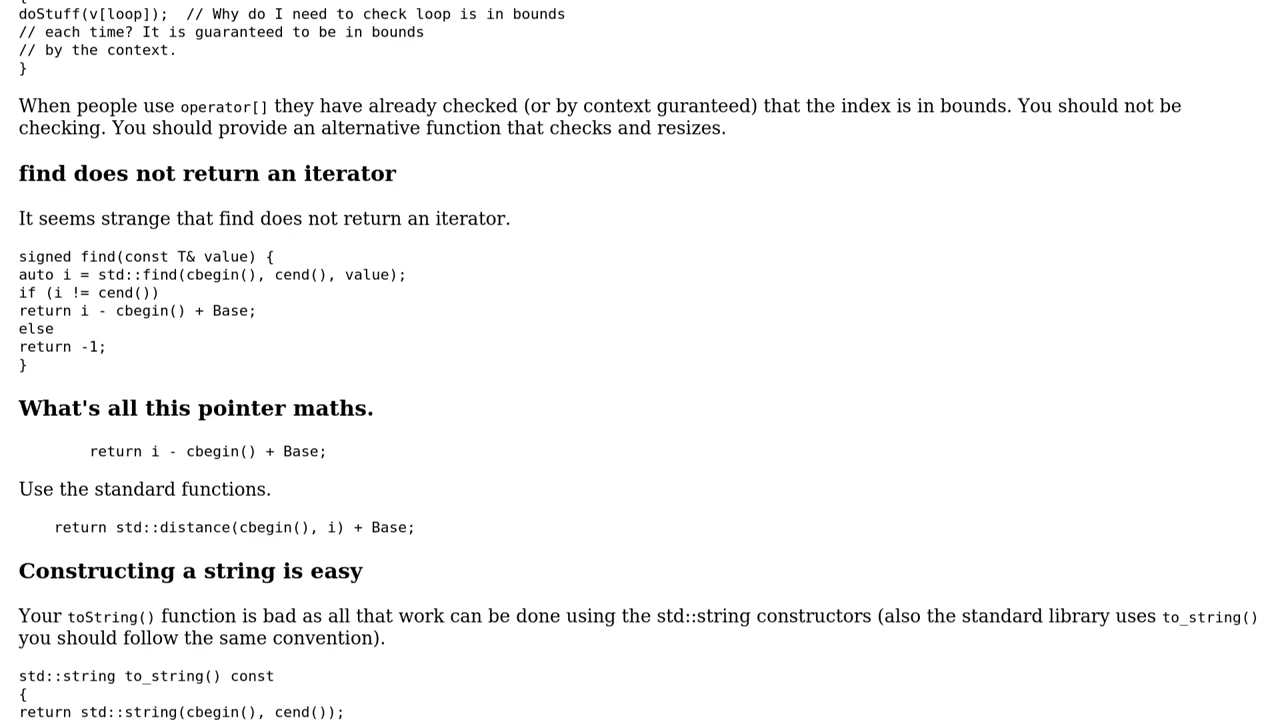 doStuff(v[loop]);  // Why do I need to check loop is in bounds
// each time? It is guaranteed to be in bounds
// by the context.
}
When people use operator[] they have already checked (or by context guranteed) that the index is in bounds. You should not be
checking. You should provide an alternative function that checks and resizes.
find does not return an iterator
It seems strange that find does not return an iterator.
signed find(const T& value) {
auto i = std::find(cbegin(), cend(), value);
if (i != cend())
return i - cbegin() + Base;
else
return -1;
}
What's all this pointer maths.
return i - cbegin() + Base;
Use the standard functions.
return std::distance(cbegin(), i) + Base;
Constructing a string is easy
Your toString() function is bad as all that work can be done using the std::string constructors (also the standard library uses to_string()
you should follow the same convention).
std::string to_string() const
{
return std::string(cbegin(), cend());